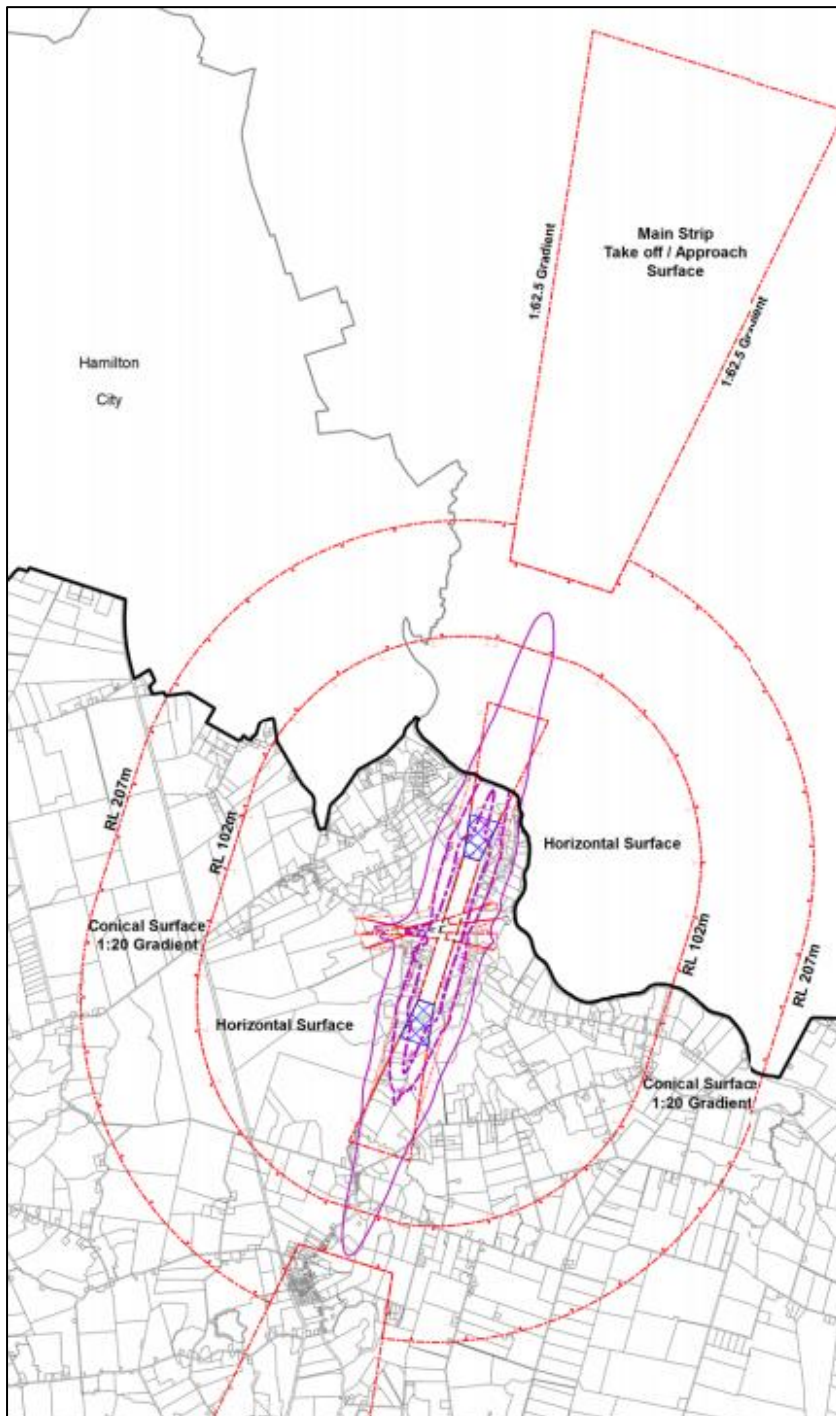 Main Strip
Take off / Approach
Surface
1:62.5 Gradient
1:62.5 Gradient
Hamilton
City
RL 207m
RL 102m
Horizontal Surface
Conical Surface
1:20 Gradient
RL 102m
RL 207m
Horizontal Surface
Conical Surface
1:20 Gradient